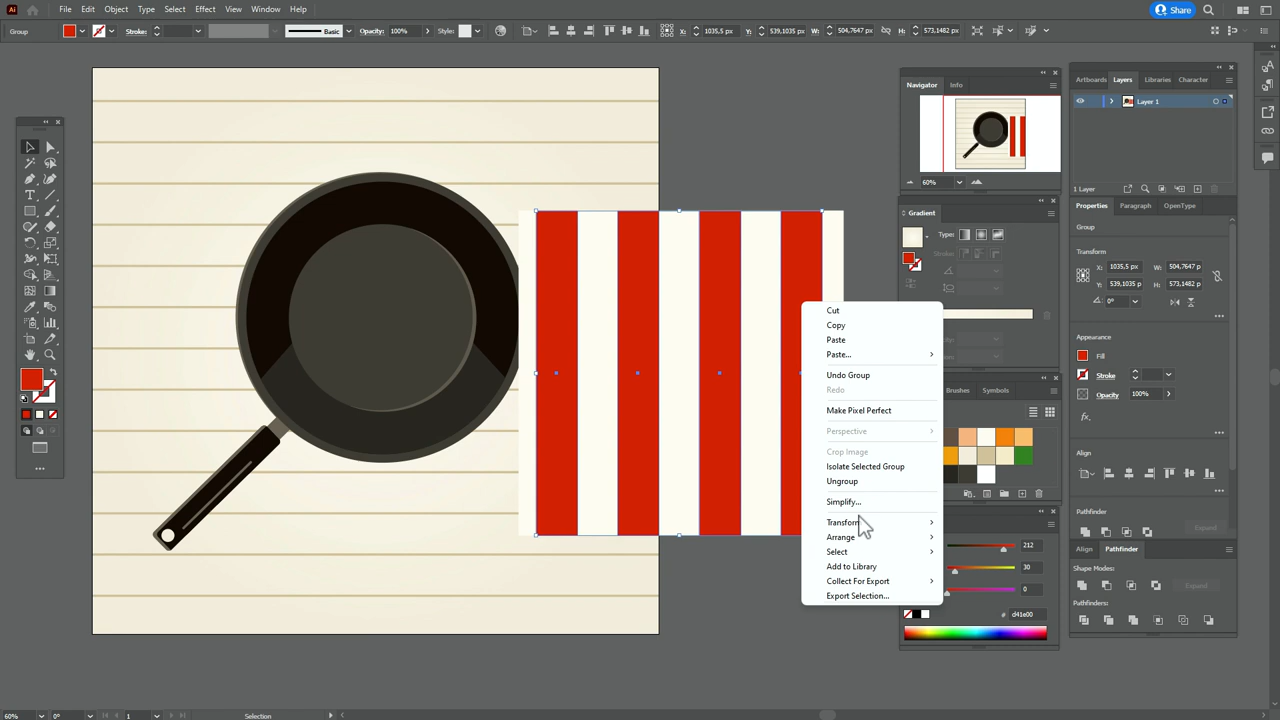 Ai File Edit Object Type Select Effect View Window Help Share
Group Stroke: Basic Opacity: 100% Style: X: 1035,5 px Y: 539,1035 px W: 504,7647 px H: 573,1482 px
Navigator Info
60%
Gradient
Type:
Stroke:
Brushes Symbols
212
30
0
# d41e00
Artboards Layers Libraries Character
Layer 1
1 Layer
Properties Paragraph OpenType
Group
Transform
X: 1035,5 px W: 504,7647 p
Y: 539,1035 px H: 573,1482 p
0°
Appearance
Fill
Stroke
Opacity 100%
fx.
Align
Pathfinder
Expand
Align Pathfinder
Shape Modes:
Expand
Pathfinders:
Cut
Copy
Paste
Paste...
Undo Group
Redo
Make Pixel Perfect
Perspective
Crop Image
Isolate Selected Group
Ungroup
Simplify...
Transform
Arrange
Select
Add to Library
Collect For Export
Export Selection...
60% 0° 1 Selection